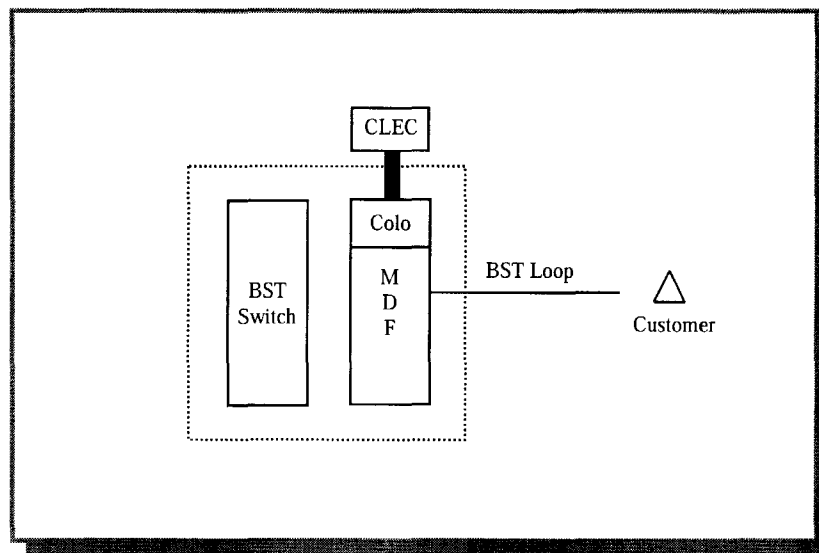 CLEC
Colo
BST
Switch
M
D
F
BST Loop
Customer